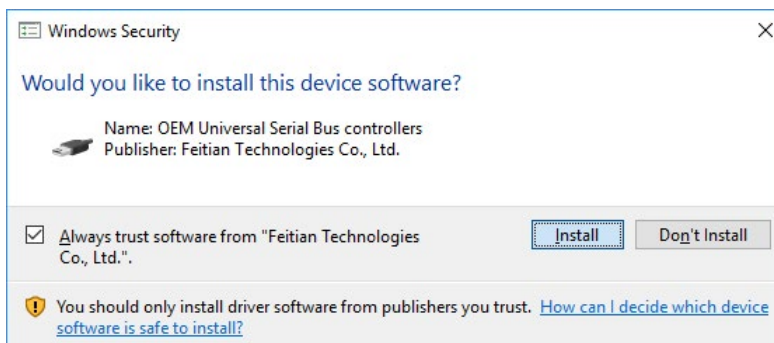 Windows Security
Would you like to install this device software?
Name: OEM Universal Serial Bus controllers
Publisher: Feitian Technologies Co., Ltd.
Always trust software from "Feitian Technologies
Co., Ltd.".
Install
Don't Install
You should only install driver software from publishers you trust. How can I decide which device
software is safe to install?